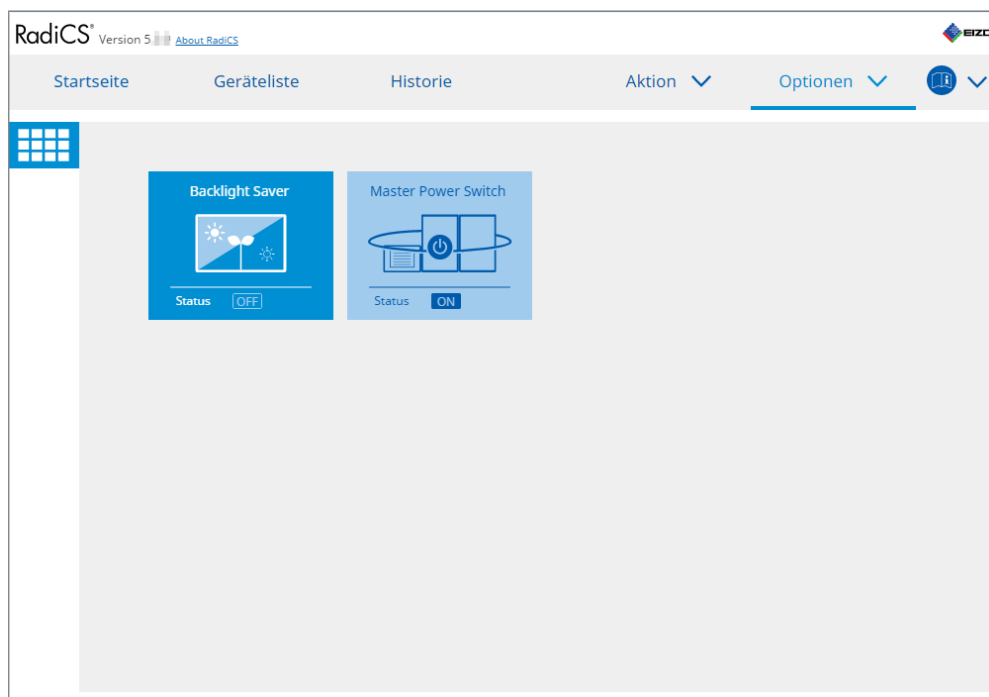 RadiCS® Version 5. About RadiCS
EIZO
Startseite Geräteliste Historie Aktion Optionen
Backlight Saver
Status OFF
Master Power Switch
Status ON